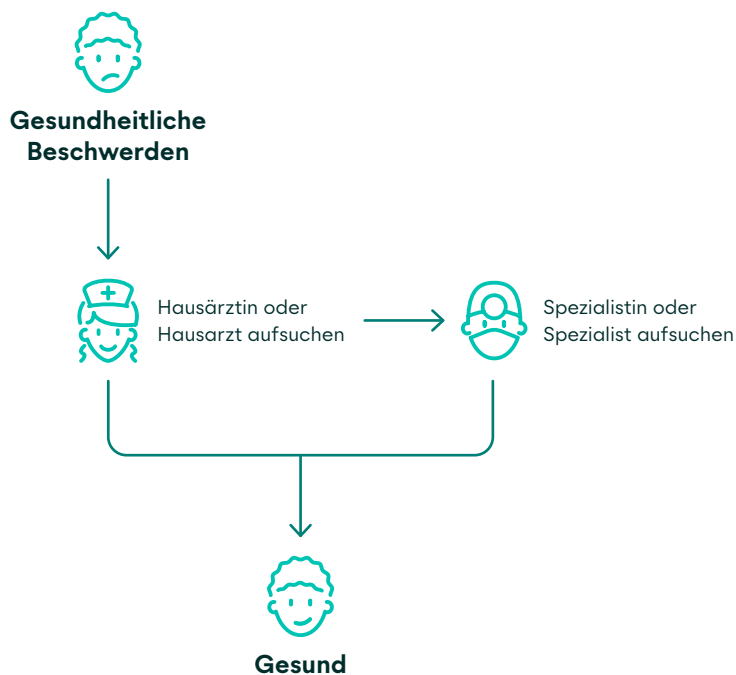 Gesundheitliche
Beschwerden
Hausärztin oder
Hausarzt aufsuchen
Spezialistin oder
Spezialist aufsuchen
Gesund